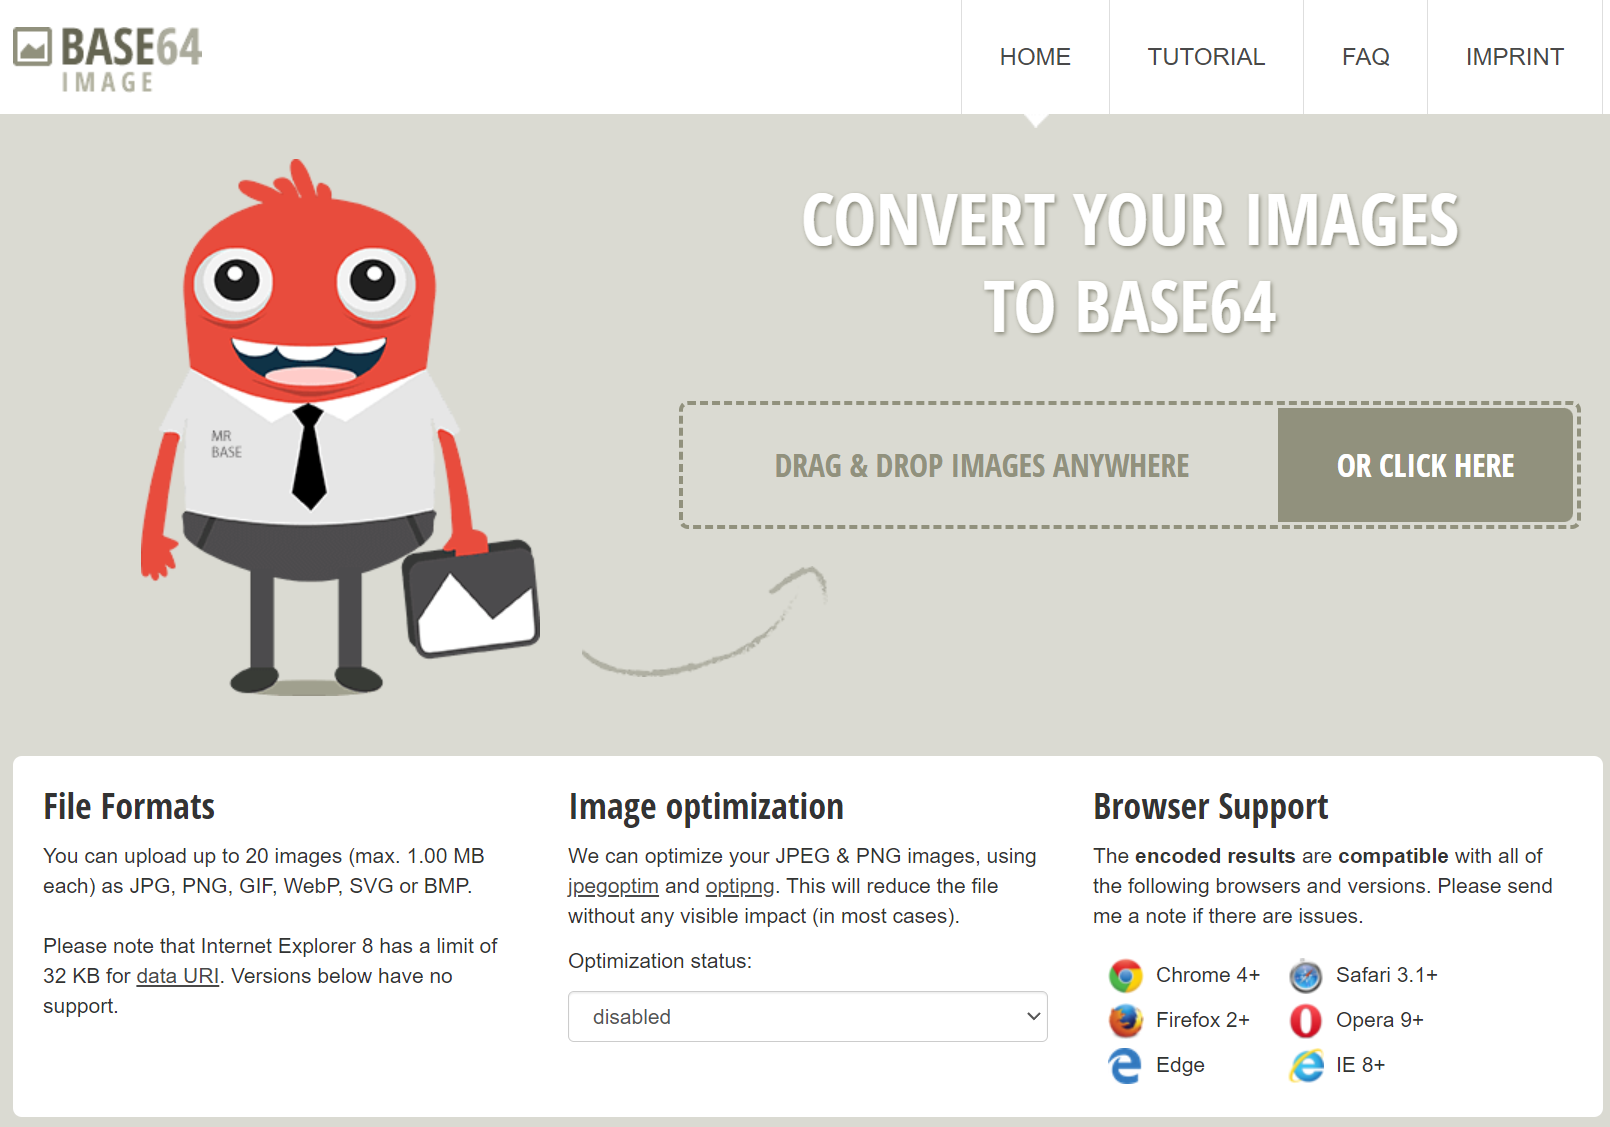 BASE64
IMAGE
HOME
TUTORIAL
FAQ
IMPRINT
CONVERT YOUR IMAGES
TO BASE64
MR
BASE
DRAG & DROP IMAGES ANYWHERE
OR CLICK HERE
File Formats
You can upload up to 20 images (max. 1.00 MB
each) as JPG, PNG, GIF, WebP, SVG or BMP.
Please note that Internet Explorer 8 has a limit of
32 KB for data URI. Versions below have no
support.
Image optimization
We can optimize your JPEG & PNG images, using
jpegoptim and optipng. This will reduce the file
without any visible impact (in most cases).
Optimization status:
disabled
Browser Support
The encoded results are compatible with all of
the following browsers and versions. Please send
me a note if there are issues.
Chrome 4+
Safari 3.1+
Firefox 2+
Opera 9+
Edge
IE 8+